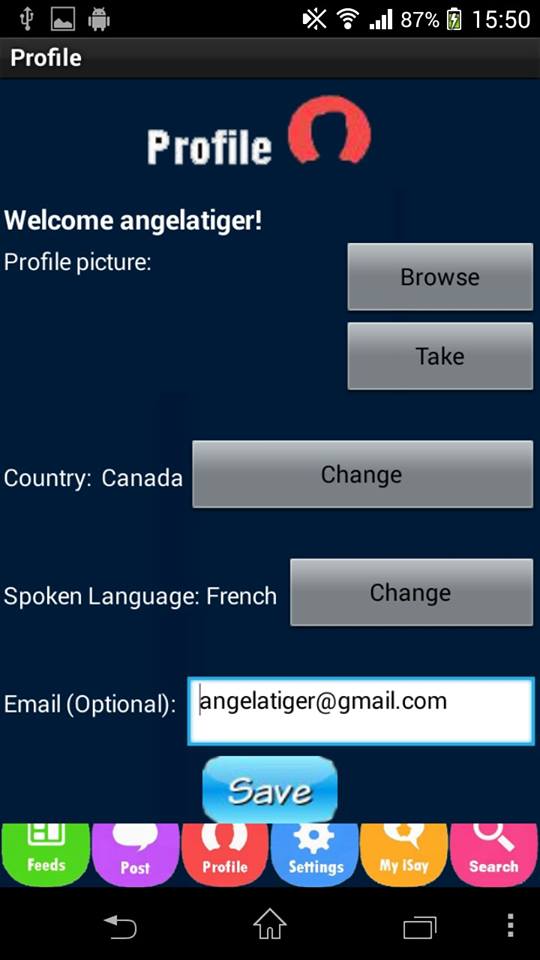 87% 15:50
Profile
Profile
Welcome angelatiger!
Profile picture:
Browse
Take
Country: Canada
Change
Spoken Language: French
Change
Email (Optional):
angelatiger@gmail.com
Save
Feeds Post Profile Settings My iSay Search